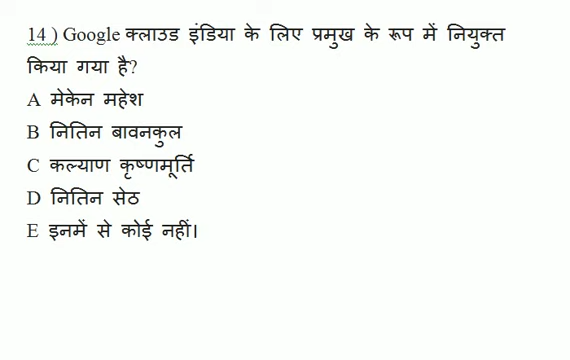 14 ) Google क्लाउड इंडिया के लिए प्रमुख के रूप में नियुक्त
किया गया है?
A मेकेन महेश
B नितिन बावनकुल
C कल्याण कृष्णमूर्ति
D नितिन सेठ
E इनमें से कोई नहीं।